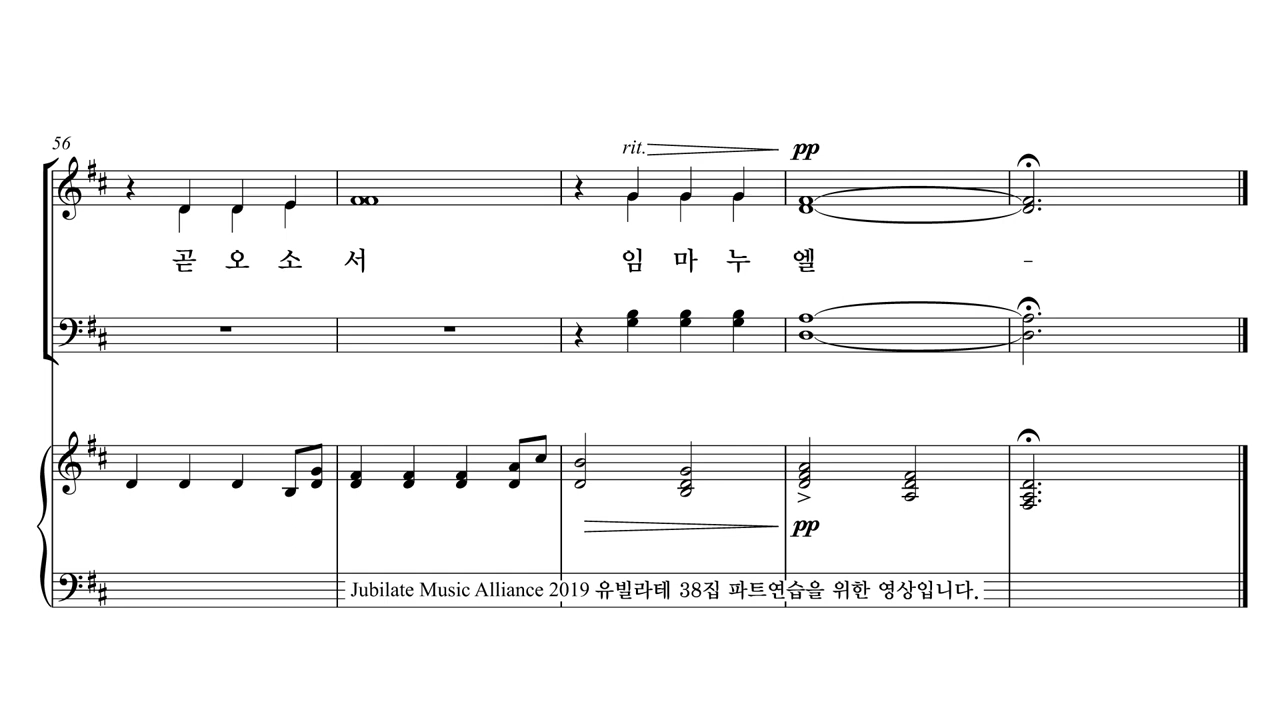 56
rit.
pp
곧 오 소 서 임 마 누 엘 -
pp
Jubilate Music Alliance 2019 유빌라테 38집 파트연습을 위한 영상입니다.